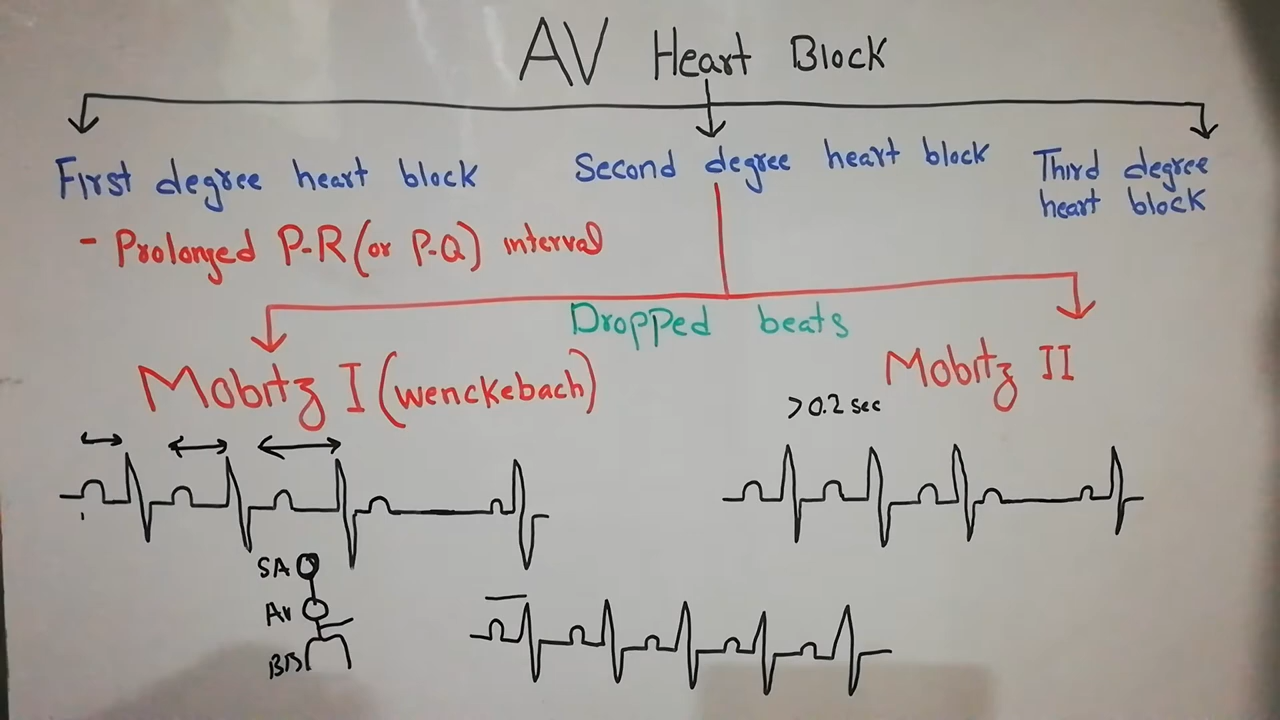 AV Heart Block
First degree heart block
Second degree heart block
Third degree
heart block
- Prolonged P-R (or P-Q) interval
Dropped beats
Mobitz I (wenckebach)
Mobitz II
>0.2 sec
SA
AV
BB